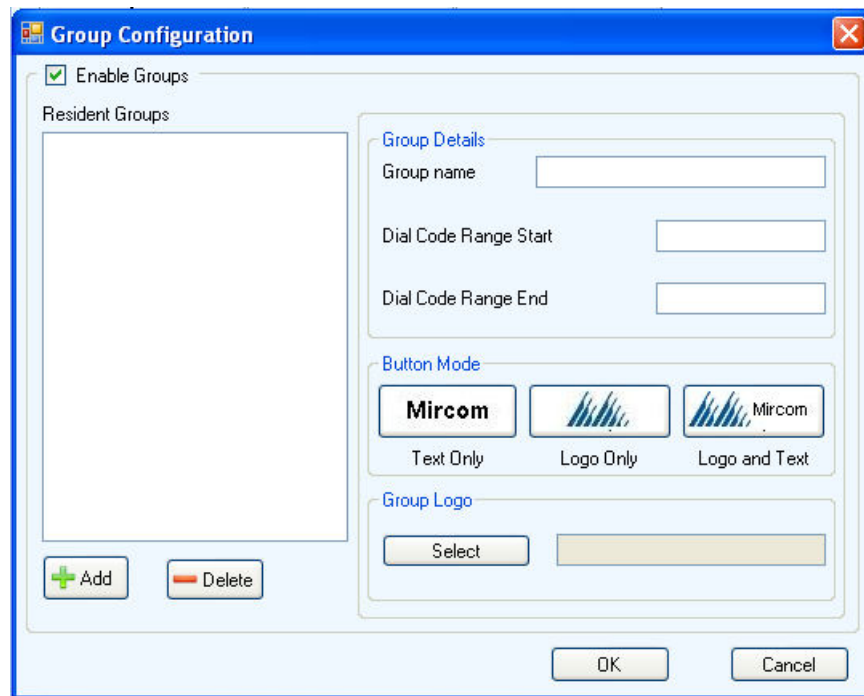 Group Configuration
Enable Groups
Resident Groups
Group Details
Group name
Dial Code Range Start
Dial Code Range End
Button Mode
Mircom
Mircom
Text Only
Logo Only
Logo and Text
Group Logo
Select
Add
Delete
OK
Cancel